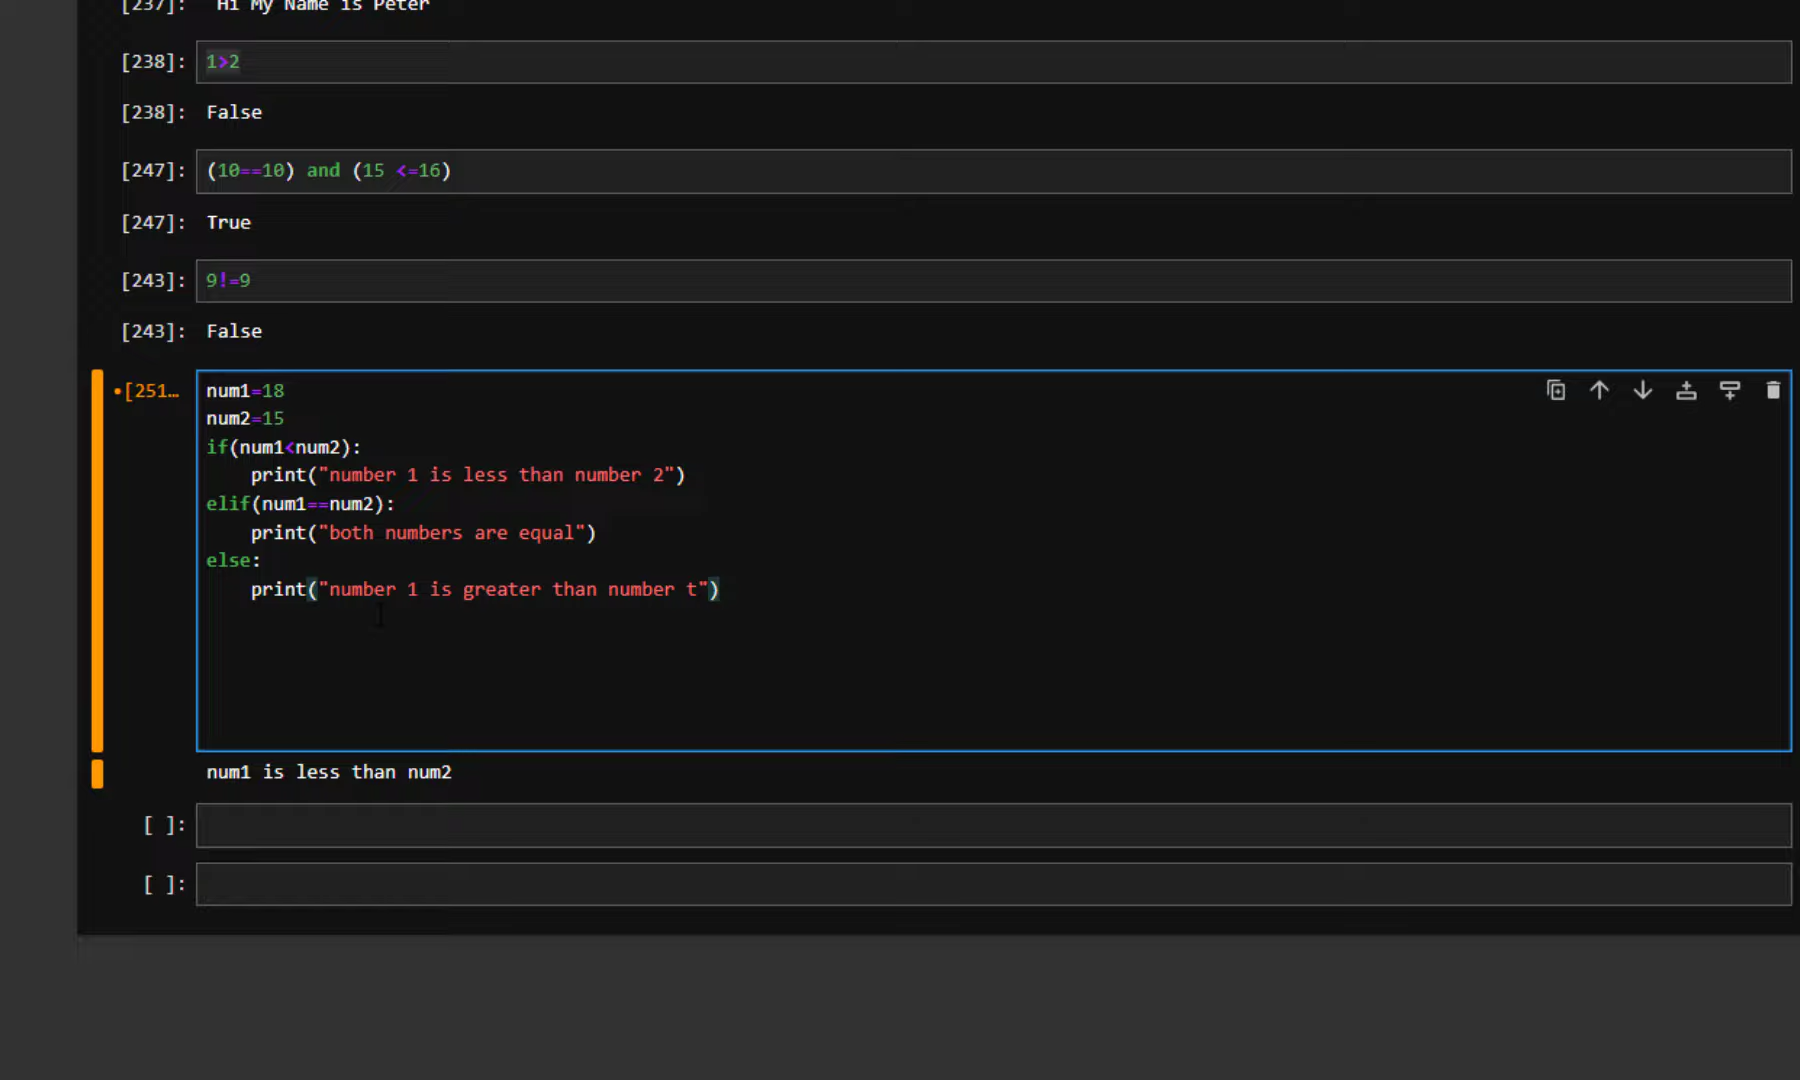 [237]: 'Hi My Name is Peter
[238]: 1>2
[238]: False
[247]: (10==10) and (15 <=16)
[247]: True
[243]: 9!=9
[243]: False
•[251… num1=18
num2=15
if(num1<num2):
    print("number 1 is less than number 2")
elif(num1==num2):
    print("both numbers are equal")
else:
    print("number 1 is greater than number t")
num1 is less than num2
[ ]:
[ ]: